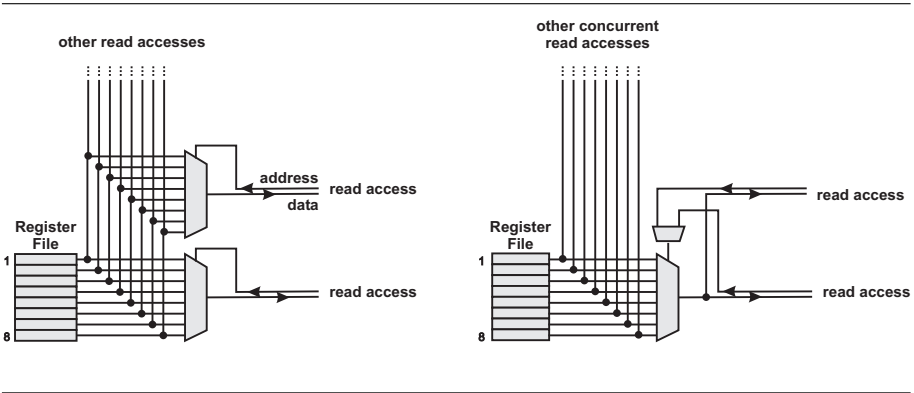 other read accesses
address
data
read access
Register
File
1
8
read access
other concurrent
read accesses
read access
Register
File
1
8
read access